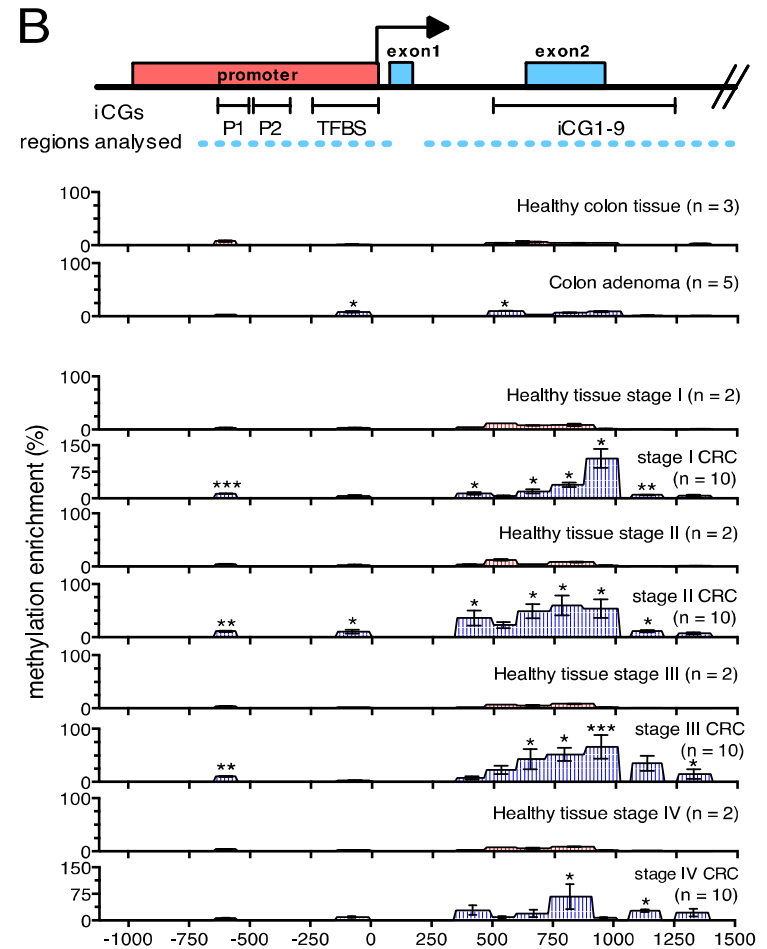 B
exon1 exon2
promoter
iCGs
P1 P2 TFBS iCG1-9
regions analysed
100
Healthy colon tissue (n = 3)
0
100
Colon adenoma (n = 5)
* *
0
methylation enrichment (%)
100
Healthy tissue stage I (n = 2)
0
150
stage I CRC
(n = 10)
75
*** * * * * **
0
100
Healthy tissue stage II (n = 2)
0
100
stage II CRC
(n = 10)
** * * * * * *
0
100
Healthy tissue stage III (n = 2)
0
100
stage III CRC
(n = 10)
** * * *** *
0
100
Healthy tissue stage IV (n = 2)
0
150
stage IV CRC
(n = 10)
75
* *
0
-1000 -750 -500 -250 0 250 500 750 1000 1250 1500